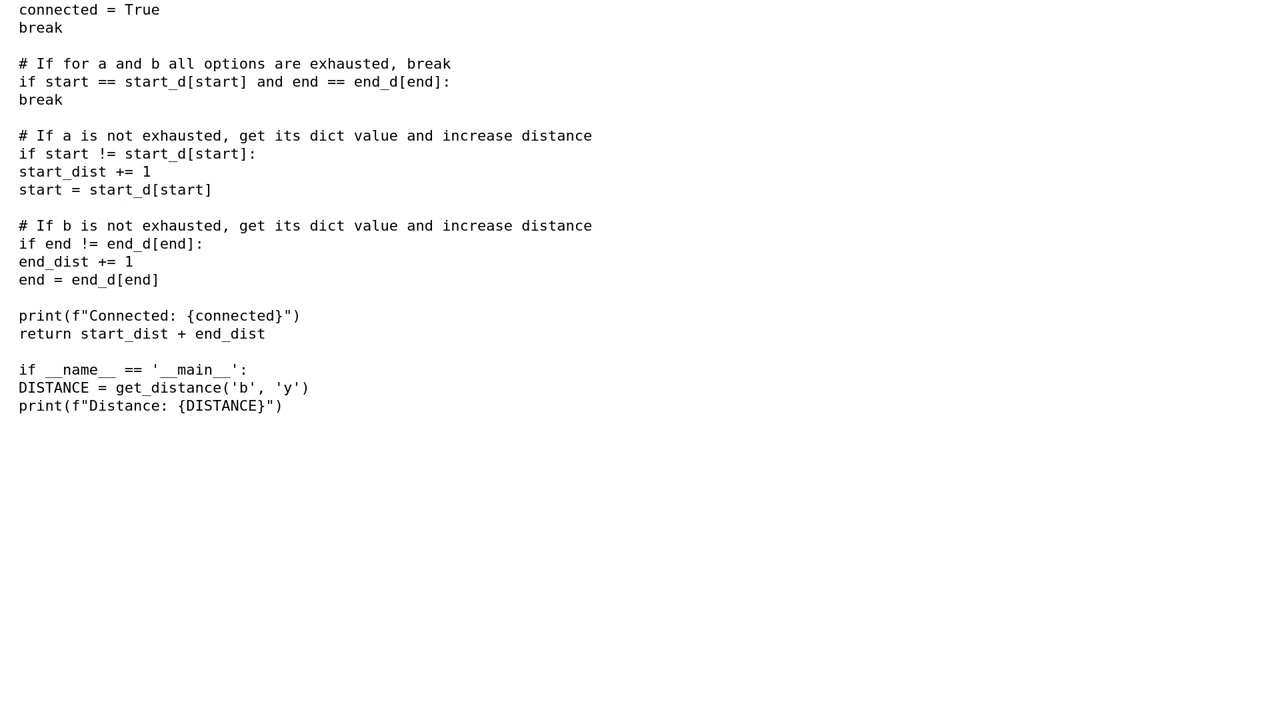 connected = True
break

# If for a and b all options are exhausted, break
if start == start_d[start] and end == end_d[end]:
break

# If a is not exhausted, get its dict value and increase distance
if start != start_d[start]:
start_dist += 1
start = start_d[start]

# If b is not exhausted, get its dict value and increase distance
if end != end_d[end]:
end_dist += 1
end = end_d[end]

print(f"Connected: {connected}")
return start_dist + end_dist

if __name__ == '__main__':
DISTANCE = get_distance('b', 'y')
print(f"Distance: {DISTANCE}")